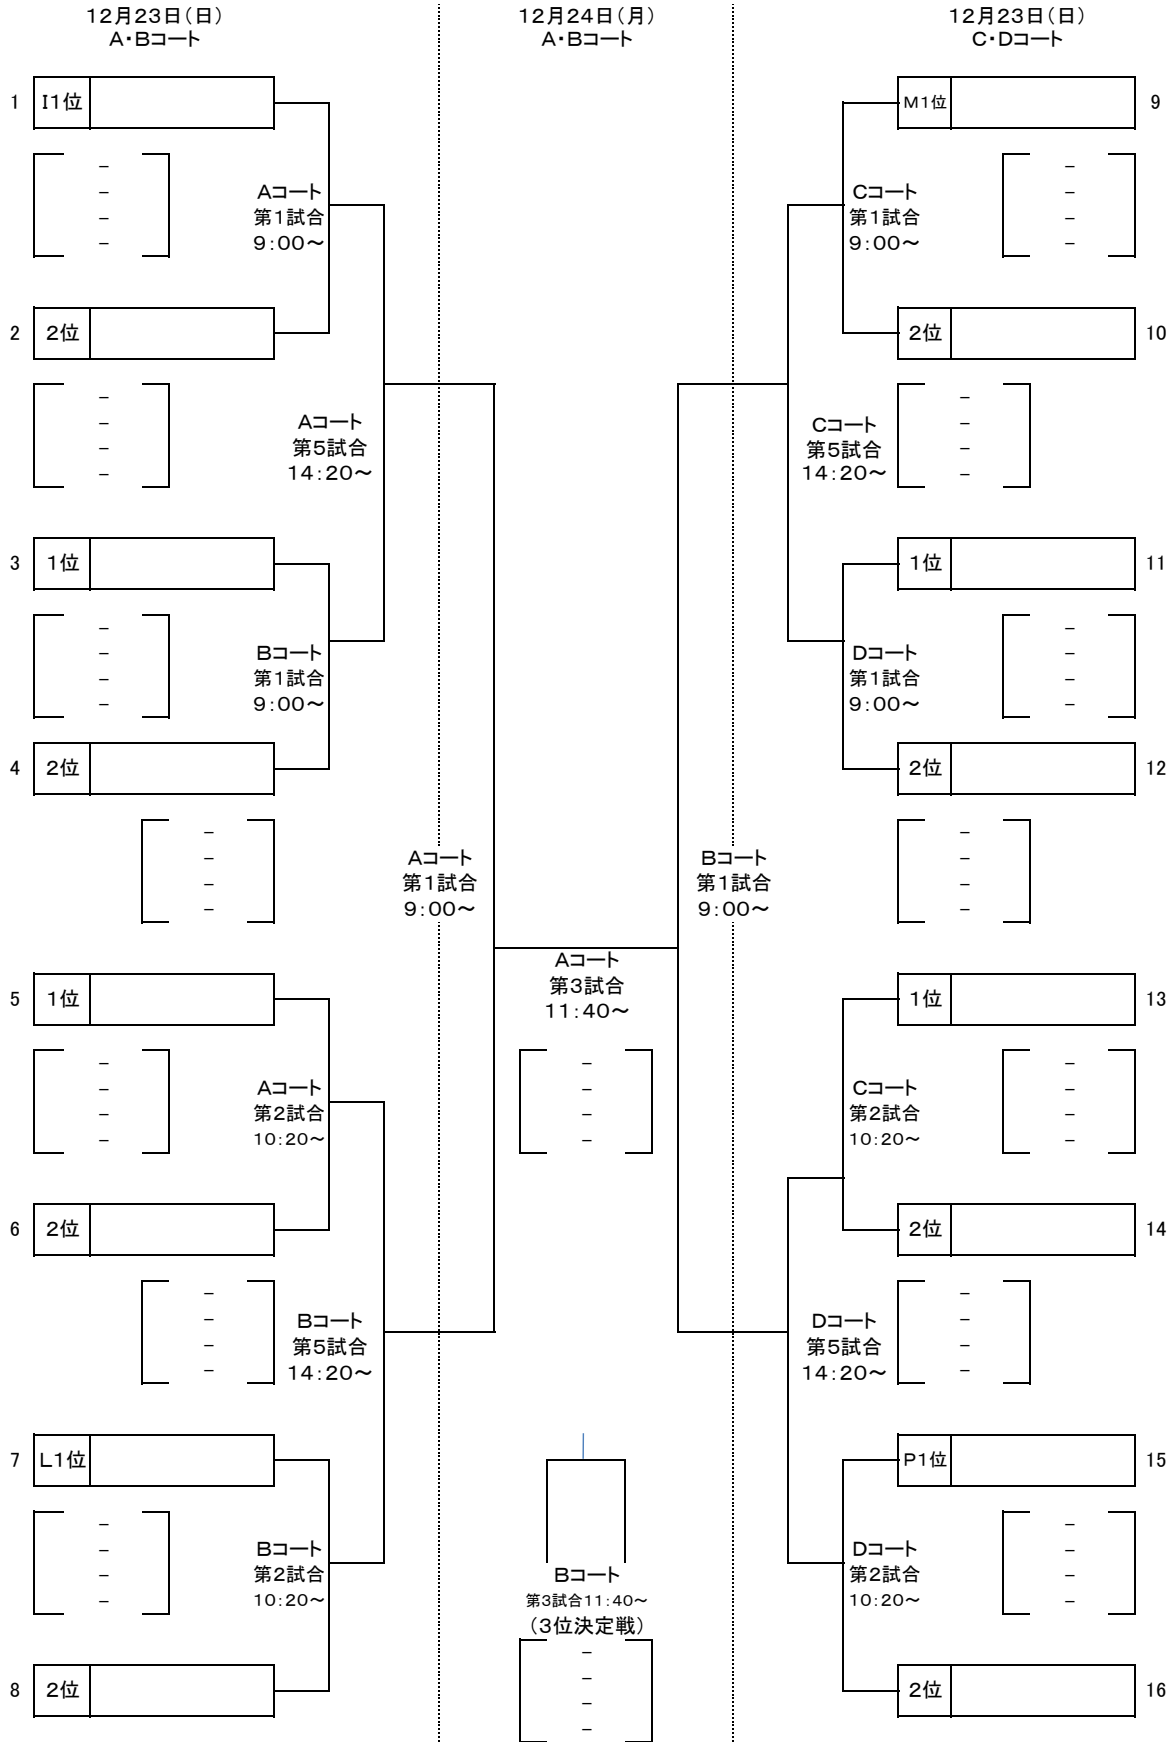 12月23日(日)
A・Bコート
12月24日(月)
A・Bコート
12月23日(日)
C・Dコート
1 I1位
M1位 9
－
－
－
－
Aコート
第1試合
9:00～
Cコート
第1試合
9:00～
－
－
－
－
2 2位
2位 10
－
－
－
－
Aコート
第5試合
14:20～
Cコート
第5試合
14:20～
－
－
－
－
3 1位
1位 11
－
－
－
－
Bコート
第1試合
9:00～
Dコート
第1試合
9:00～
－
－
－
－
4 2位
2位 12
－
－
－
－
Aコート
第1試合
9:00～
Bコート
第1試合
9:00～
－
－
－
－
Aコート
第3試合
11:40～
－
－
－
－
5 1位
1位 13
－
－
－
－
Aコート
第2試合
10:20～
Cコート
第2試合
10:20～
－
－
－
－
6 2位
2位 14
－
－
－
－
Bコート
第5試合
14:20～
Dコート
第5試合
14:20～
－
－
－
－
7 L1位
P1位 15
－
－
－
－
Bコート
第2試合
10:20～
Bコート
第3試合11:40～
(3位決定戦)
－
－
－
－
Dコート
第2試合
10:20～
－
－
－
－
8 2位
2位 16